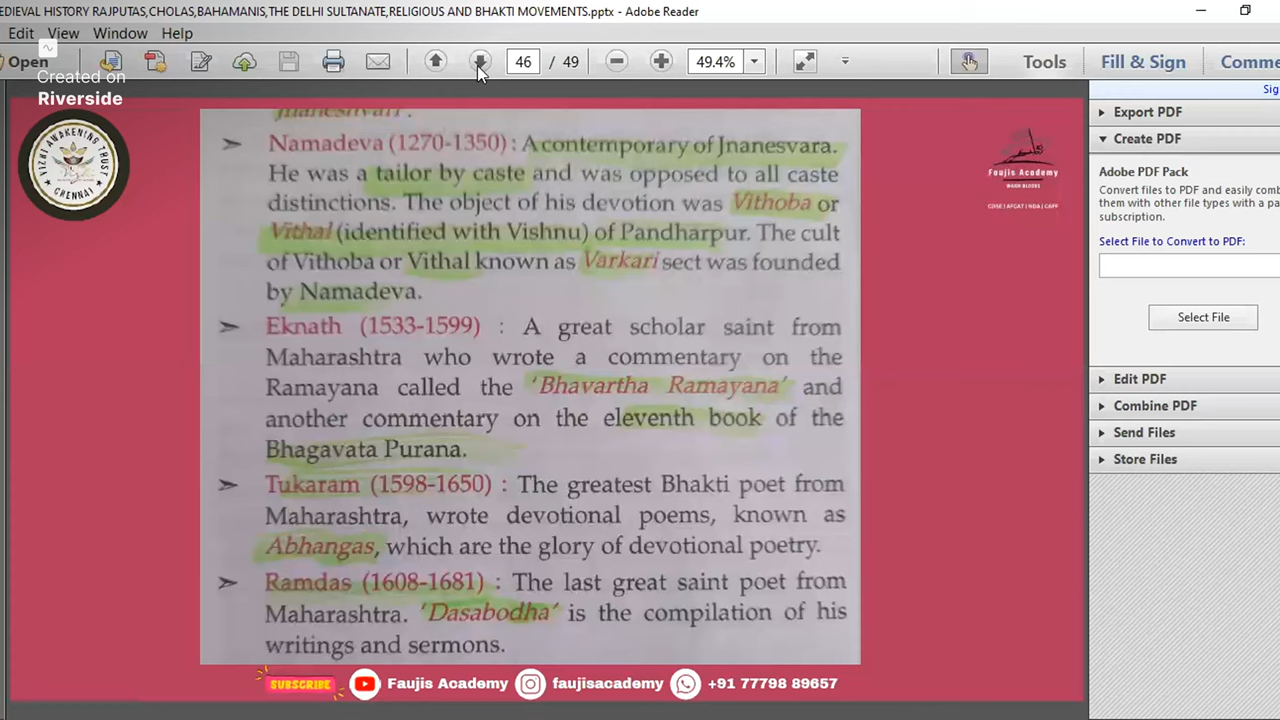 EDIEVAL HISTORY RAJPUTAS,CHOLAS,BAHAMANIS,THE DELHI SULTANATE,RELIGIOUS AND BHAKTI MOVEMENTS.pptx - Adobe Reader
Edit View Window Help
Open 46 / 49 49.4% Tools Fill & Sign Comme
Created on
Riverside
Sig
VIZHI AWAKENING TRUST
CHENNAI
Jnaneshvari'.
➤ Namadeva (1270-1350) : A contemporary of Jnanesvara.
He was a tailor by caste and was opposed to all caste
distinctions. The object of his devotion was Vithoba or
Vithal (identified with Vishnu) of Pandharpur. The cult
of Vithoba or Vithal known as Varkari sect was founded
by Namadeva.
➤ Eknath (1533-1599) : A great scholar saint from
Maharashtra who wrote a commentary on the
Ramayana called the 'Bhavartha Ramayana' and
another commentary on the eleventh book of the
Bhagavata Purana.
➤ Tukaram (1598-1650) : The greatest Bhakti poet from
Maharashtra, wrote devotional poems, known as
Abhangas, which are the glory of devotional poetry.
➤ Ramdas (1608-1681) : The last great saint poet from
Maharashtra. 'Dasabodha' is the compilation of his
writings and sermons.
Faujis Academy
CDSE | AFCAT | NDA | CAPF
SUBSCRIBE Faujis Academy faujisacademy +91 77798 89657
Export PDF
Create PDF
Adobe PDF Pack
Convert files to PDF and easily comb
them with other file types with a pa
subscription.
Select File to Convert to PDF:
Select File
Edit PDF
Combine PDF
Send Files
Store Files